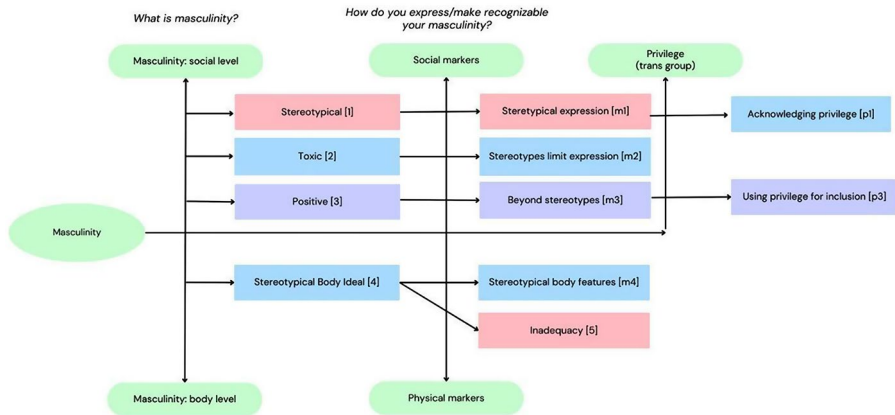 What is masculinity?
How do you express/make recognizable
your masculinity?
Masculinity: social level
Social markers
Privilege
(trans group)
Stereotypical [1]
Steretypical expression [m1]
Acknowledging privilege [p1]
Toxic [2]
Stereotypes limit expression [m2]
Positive [3]
Beyond stereotypes [m3]
Using privilege for inclusion [p3]
Masculinity
Stereotypical Body Ideal [4]
Stereotypical body features [m4]
Inadequacy [5]
Masculinity: body level
Physical markers